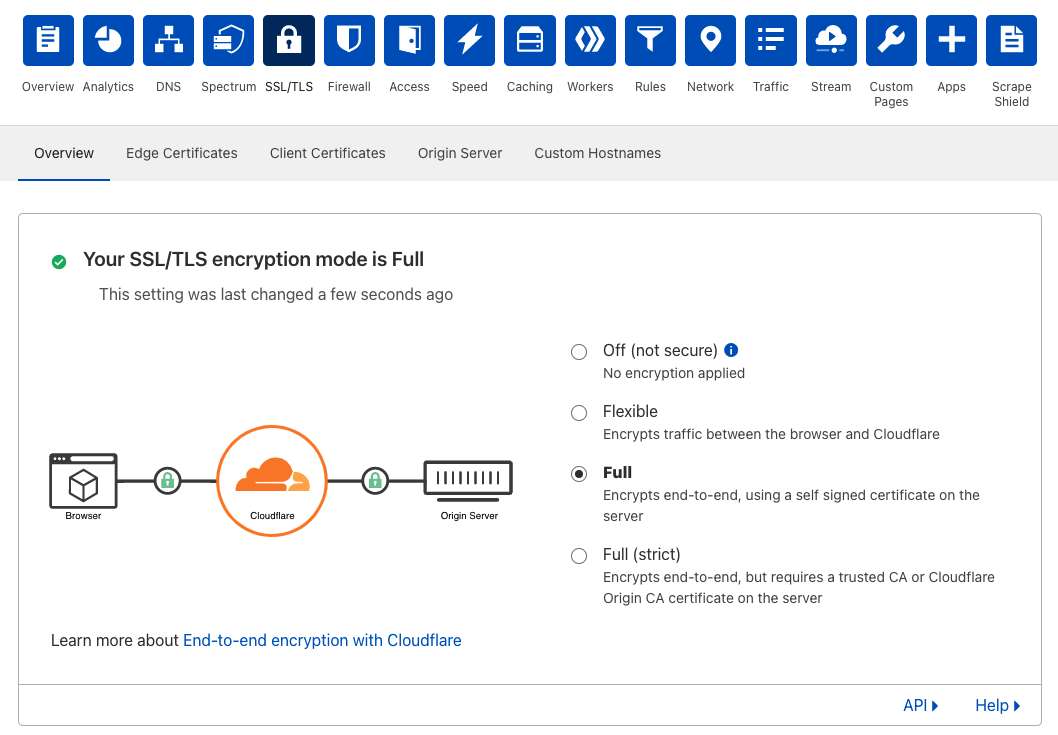 Overview Analytics DNS Spectrum SSL/TLS Firewall Access Speed Caching Workers Rules Network Traffic Stream Custom Pages Apps Scrape Shield
Overview Edge Certificates Client Certificates Origin Server Custom Hostnames
Your SSL/TLS encryption mode is Full
This setting was last changed a few seconds ago
Browser
Cloudflare
Origin Server
Off (not secure)
No encryption applied
Flexible
Encrypts traffic between the browser and Cloudflare
Full
Encrypts end-to-end, using a self signed certificate on the
server
Full (strict)
Encrypts end-to-end, but requires a trusted CA or Cloudflare
Origin CA certificate on the server
Learn more about End-to-end encryption with Cloudflare
API Help